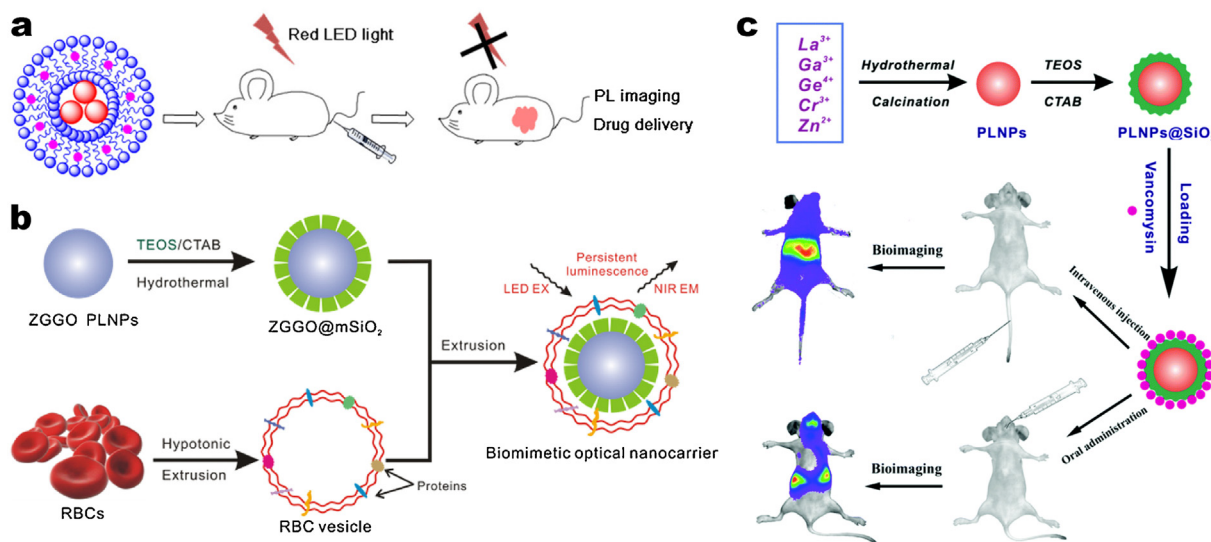 a
Red LED light
PL imaging
Drug delivery
b
TEOS/CTAB
Hydrothermal
ZGGO PLNPs
ZGGO@mSiO₂
Extrusion
Persistent
luminescence
LED EX
NIR EM
Biomimetic optical nanocarrier
Hypotonic
Extrusion
Proteins
RBCs
RBC vesicle
c
La³⁺
Ga³⁺
Ge⁴⁺
Cr³⁺
Zn²⁺
Hydrothermal
Calcination
PLNPs
TEOS
CTAB
PLNPs@SiO
Loading
Vancomysin
Bioimaging
Intravenous injection
Oral administration
Bioimaging